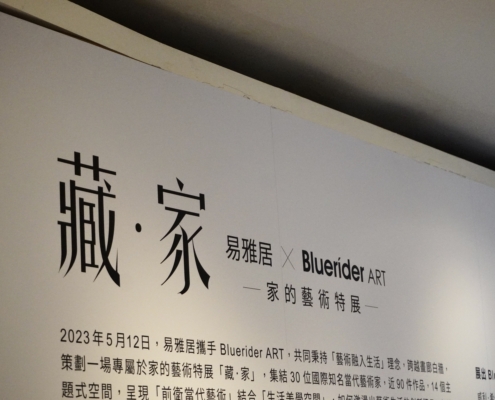 藏·家
易雅居 × Bluerider ART
—家的藝術特展—
2023年5月12日，易雅居攜手 Bluerider ART，共同秉持「藝術融入生活」理念，跨越畫廊白牆，
策劃一場專屬於家的藝術特展「藏·家」，集結30位國際知名當代藝術家，近90件作品，14個主
題式空間，呈現「前衛當代藝術」結合「生活美學空間」，如何
展出 Bl